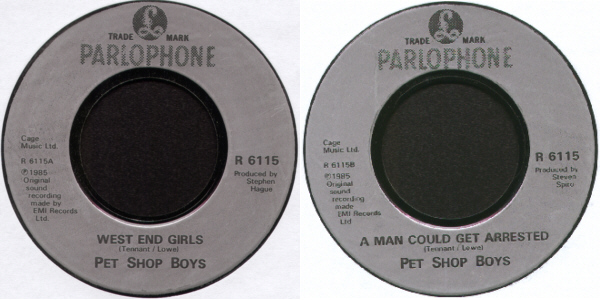 TRADE MARK
PARLOPHONE
Cage
Music Ltd.
R 6115A
℗1985
Original
sound
recording
made by
EMI Records
Ltd
R 6115
Produced by
Stephen
Hague
WEST END GIRLS
(Tennant / Lowe)
PET SHOP BOYS
TRADE MARK
PARLOPHONE
Cage
Music Ltd.
R 6115B
℗1985
Original
sound
recording
made by
EMI Records
Ltd
R 6115
Produced by
Steven
Spiro
A MAN COULD GET ARRESTED
(Tennant / Lowe)
PET SHOP BOYS